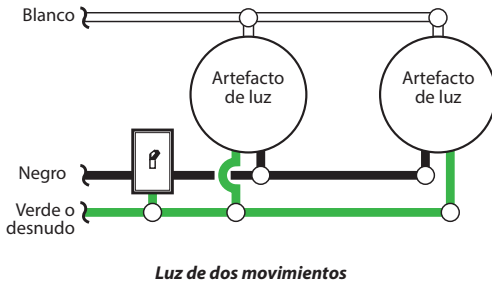 Blanco
Artefacto
de luz
Artefacto
de luz
Negro
Verde o
desnudo
Luz de dos movimientos